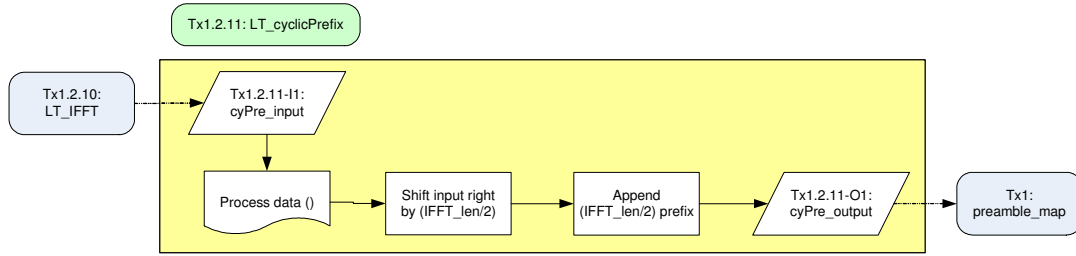 Tx1.2.11: LT_cyclicPrefix
Tx1.2.10:
LT_IFFT
Tx1.2.11-I1:
cyPre_input
Process data ()
Shift input right
by (IFFT_len/2)
Append
(IFFT_len/2) prefix
Tx1.2.11-O1:
cyPre_output
Tx1:
preamble_map